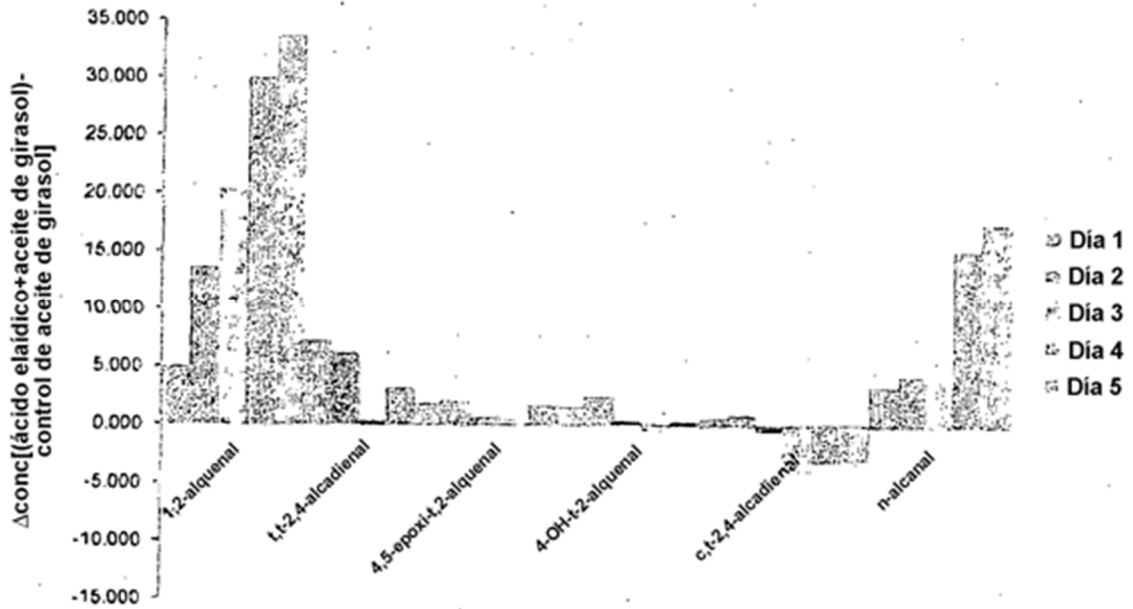 35.000
30.000
25.000
20.000
15.000
10.000
5.000
0.000
-5.000
-10.000
-15.000
Δconc[(ácido elaídico+aceite de girasol)-
control de aceite de girasol]
1;2-alquenal
t,t-2,4-alcadienal
4,5-epoxi-t,2-alquenal
4-OH-t-2-alquenal
c,t-2,4-alcadienal
n-alcanal
Día 1
Día 2
Día 3
Día 4
Día 5